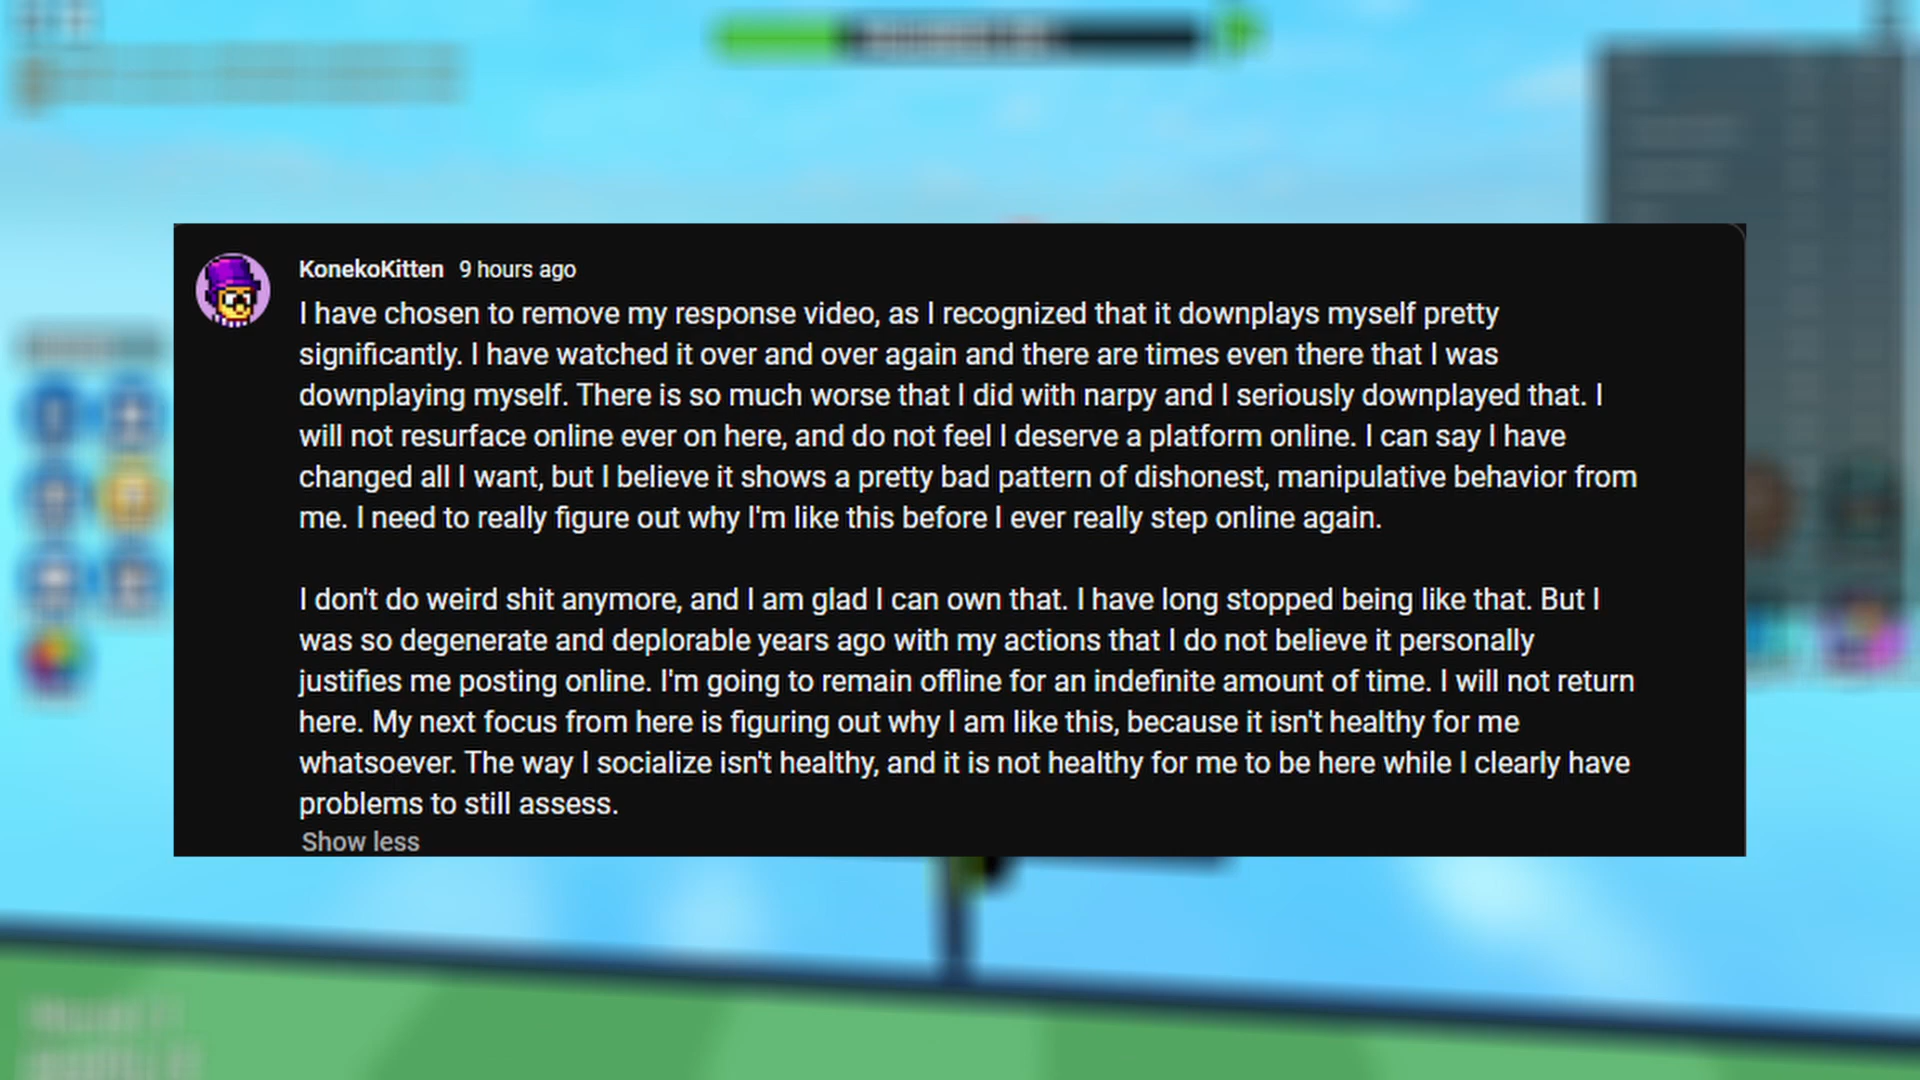 KonekoKitten 9 hours ago
I have chosen to remove my response video, as I recognized that it downplays myself pretty
significantly. I have watched it over and over again and there are times even there that I was
downplaying myself. There is so much worse that I did with narpy and I seriously downplayed that. I
will not resurface online ever on here, and do not feel I deserve a platform online. I can say I have
changed all I want, but I believe it shows a pretty bad pattern of dishonest, manipulative behavior from
me. I need to really figure out why I'm like this before I ever really step online again.
I don't do weird shit anymore, and I am glad I can own that. I have long stopped being like that. But I
was so degenerate and deplorable years ago with my actions that I do not believe it personally
justifies me posting online. I'm going to remain offline for an indefinite amount of time. I will not return
here. My next focus from here is figuring out why I am like this, because it isn't healthy for me
whatsoever. The way I socialize isn't healthy, and it is not healthy for me to be here while I clearly have
problems to still assess.
Show less